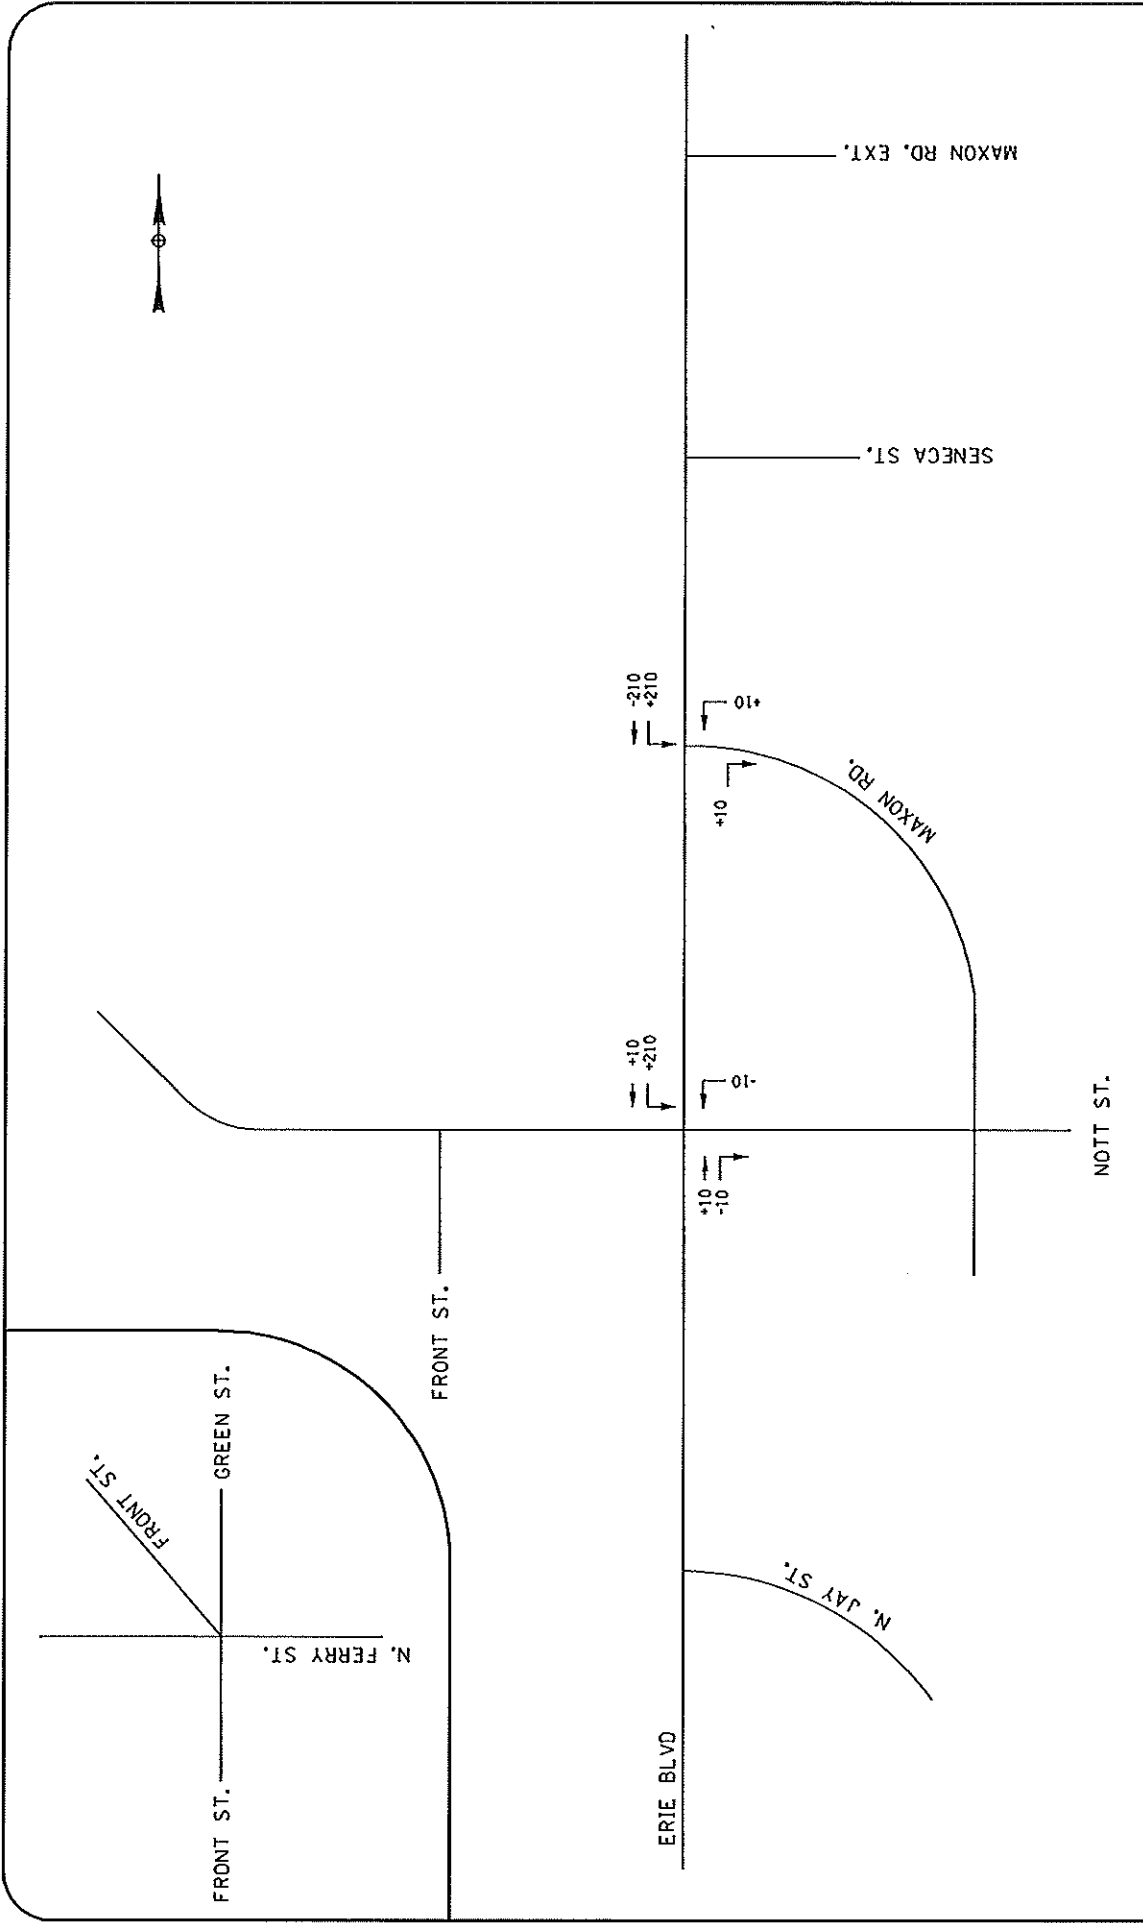 MAXON RD. EXT.
SENECA ST.
-210
+210
+10
+10
MAXON RD.
+10
+210
-10
+10
-10
NOTT ST.
FRONT ST.
FRONT ST.
GREEN ST.
N. FERRY ST.
FRONT ST.
N. JAY ST.
ERIE BLVD